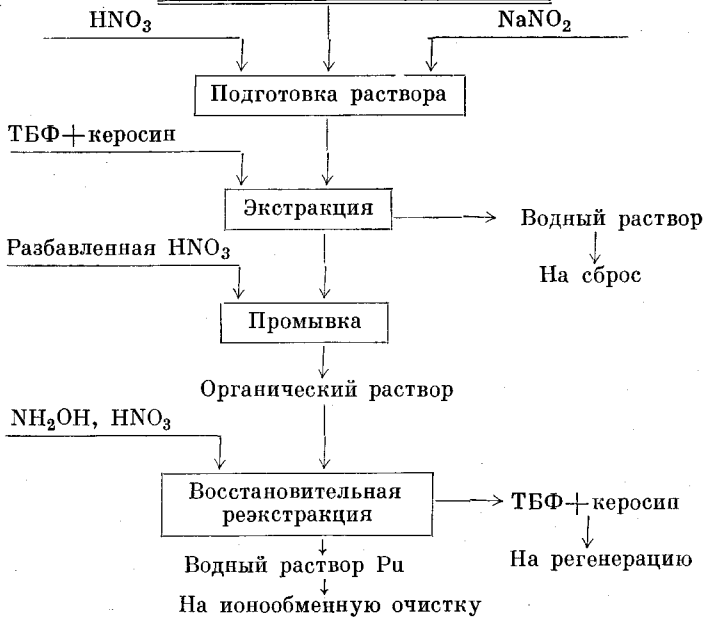 HNO₃
NaNO₂
Подготовка раствора
ТБФ+керосин
Экстракция
Водный раствор
Разбавленная HNO₃
На сброс
Промывка
Органический раствор
NH₂OH, HNO₃
Восстановительная
реэкстракция
ТБФ+керосин
Водный раствор Pu
На регенерацию
На ионообменную очистку